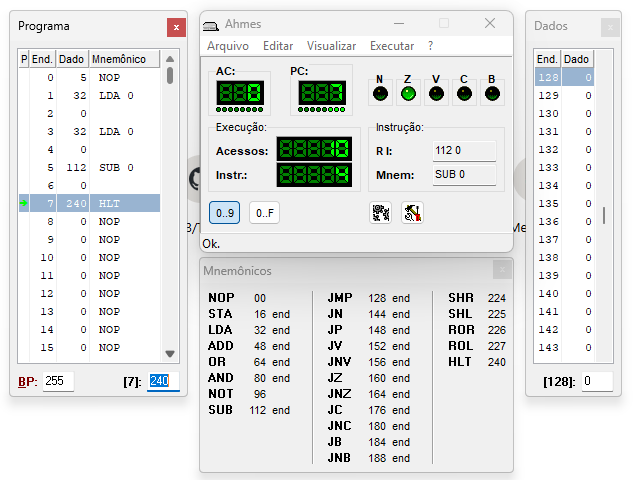 Programa x
P End. Dado Mnemônico
0 5 NOP
1 32 LDA 0
2 0
3 32 LDA 0
4 0
5 112 SUB 0
6 0
7 240 HLT
8 0 NOP
9 0 NOP
10 0 NOP
11 0 NOP
12 0 NOP
13 0 NOP
14 0 NOP
15 0 NOP
BP: 255 [7]: 240
Ahmes
Arquivo Editar Visualizar Executar ?
AC: PC: N Z V C B
0 7
Execução: Instrução:
Acessos: 10 R I: 112 0
Instr.: 4 Mnem: SUB 0
0..9 0..F
Ok.
B/T
Me
Mnemônicos x
NOP 00 JMP 128 end SHR 224
STA 16 end JN 144 end SHL 225
LDA 32 end JP 148 end ROR 226
ADD 48 end JV 152 end ROL 227
OR 64 end JNV 156 end HLT 240
AND 80 end JZ 160 end
NOT 96 JNZ 164 end
SUB 112 end JC 176 end
JNC 180 end
JB 184 end
JNB 188 end
Dados x
End. Dado
128 0
129 0
130 0
131 0
132 0
133 0
134 0
135 0
136 0
137 0
138 0
139 0
140 0
141 0
142 0
143 0
[128]: 0